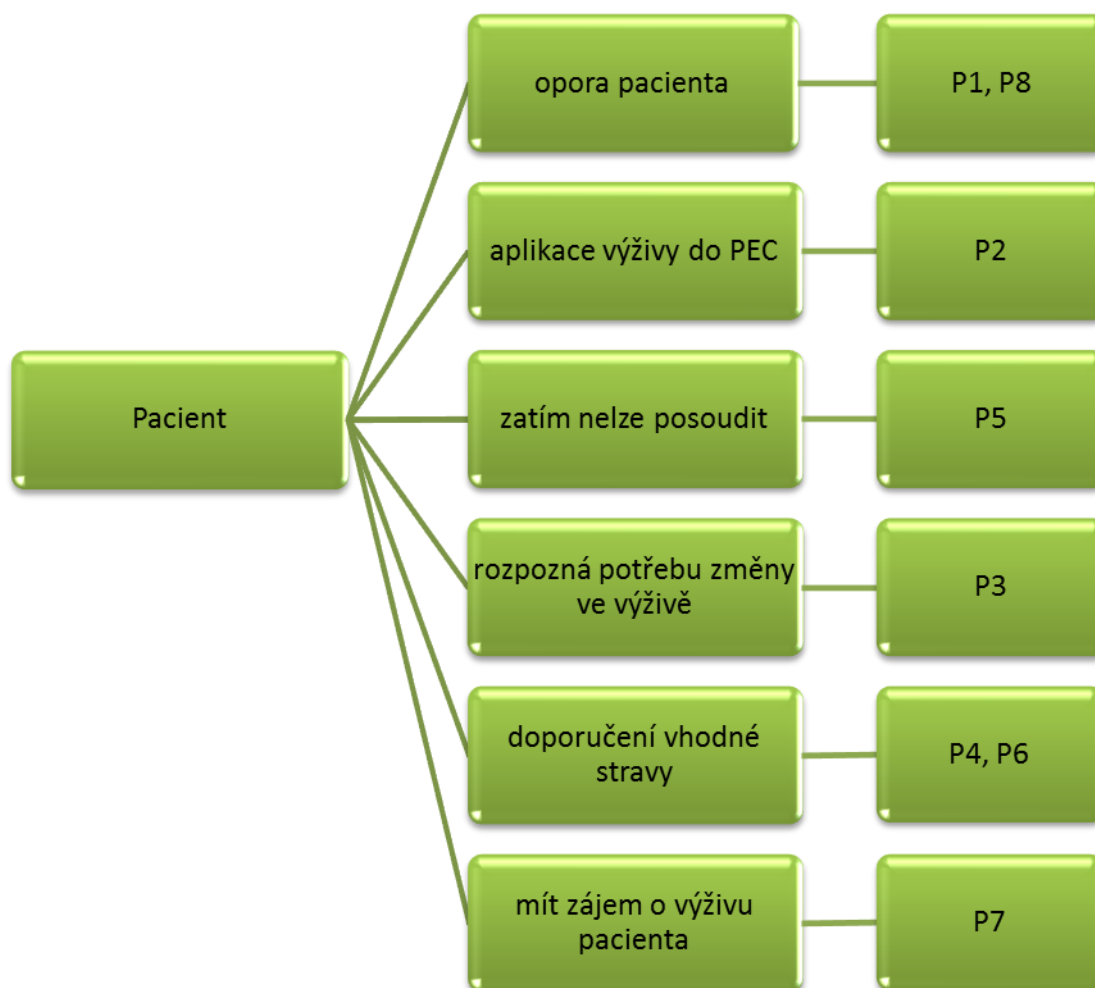 opora pacienta
P1, P8
aplikace výživy do PEC
P2
Pacient
zatím nelze posoudit
P5
rozpozná potřebu změny
ve výživě
P3
doporučení vhodné
stravy
P4, P6
mít zájem o výživu
pacienta
P7